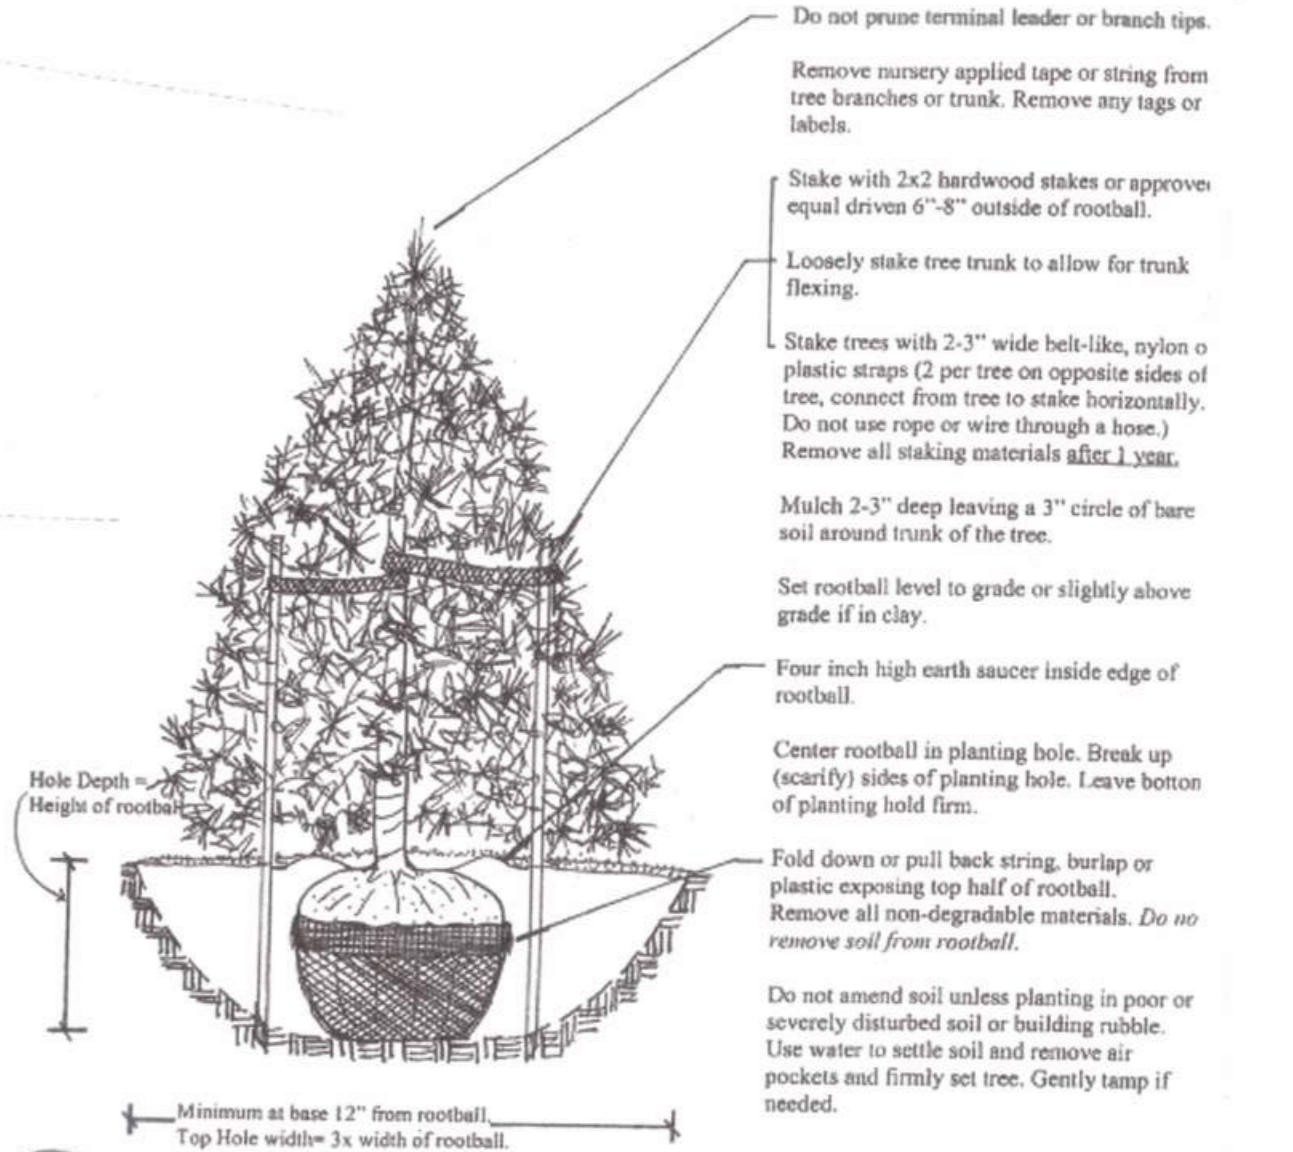 Do not prune terminal leader or branch tips.
Remove nursery applied tape or string from
tree branches or trunk. Remove any tags or
labels.
Stake with 2x2 hardwood stakes or approve
equal driven 6"-8" outside of rootball.
Loosely stake tree trunk to allow for trunk
flexing.
Stake trees with 2-3" wide belt-like, nylon o
plastic straps (2 per tree on opposite sides of
tree, connect from tree to stake horizontally.
Do not use rope or wire through a hose.)
Remove all staking materials after 1 year.
Mulch 2-3" deep leaving a 3" circle of bare
soil around trunk of the tree.
Set rootball level to grade or slightly above
grade if in clay.
Four inch high earth saucer inside edge of
rootball.
Center rootball in planting hole. Break up
(scarify) sides of planting hole. Leave botton
of planting hold firm.
Fold down or pull back string, burlap or
plastic exposing top half of rootball.
Remove all non-degradable materials. Do no
remove soil from rootball.
Do not amend soil unless planting in poor or
severely disturbed soil or building rubble.
Use water to settle soil and remove air
pockets and firmly set tree. Gently tamp if
needed.
Hole Depth =
Height of rootball
Minimum at base 12" from rootball.
Top Hole width= 3x width of rootball.